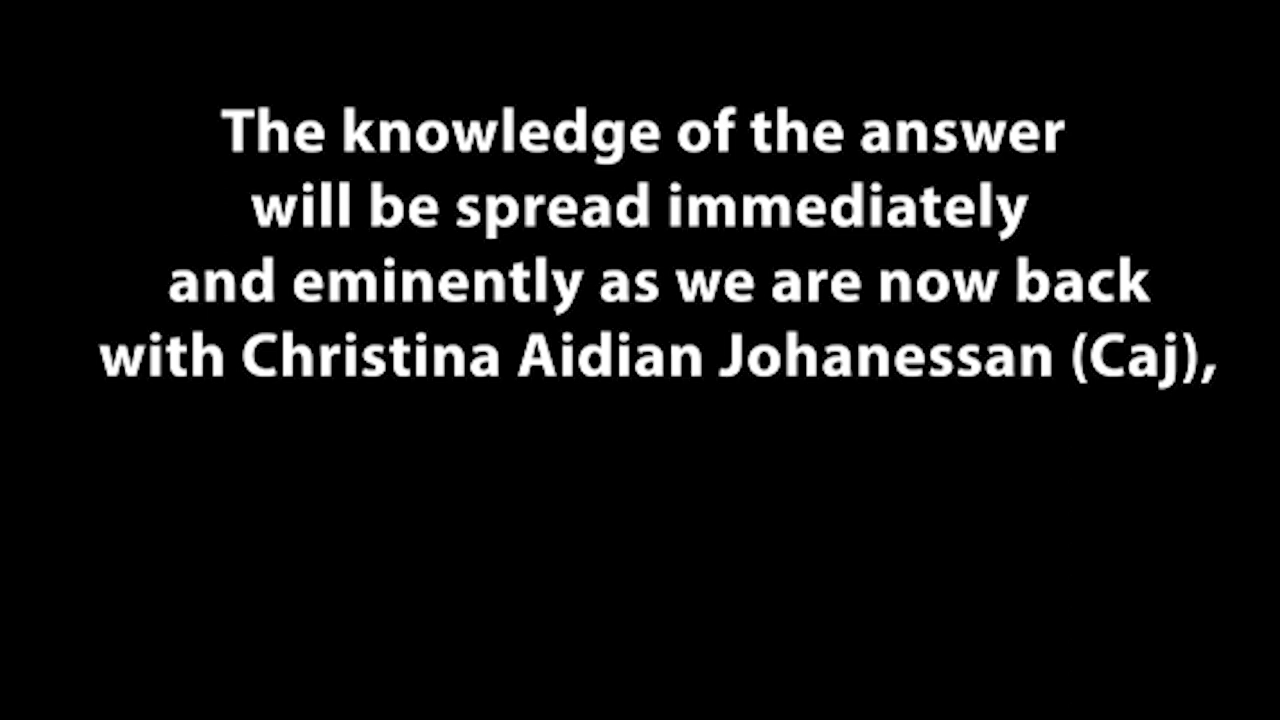 The knowledge of the answer
will be spread immediately
and eminently as we are now back
with Christina Aidian Johanessan (Caj),